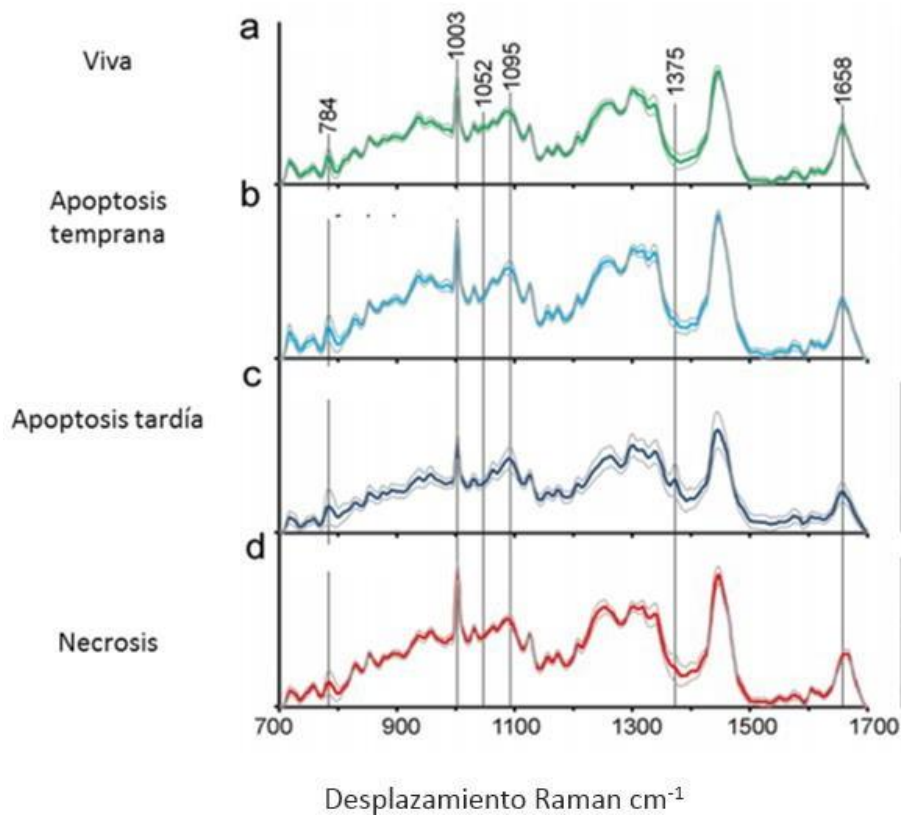 a
Viva
784
1003
1052
1095
1375
1658
b
Apoptosis
temprana
c
Apoptosis tardía
d
Necrosis
700
900
1100
1300
1500
1700
Desplazamiento Raman cm-1